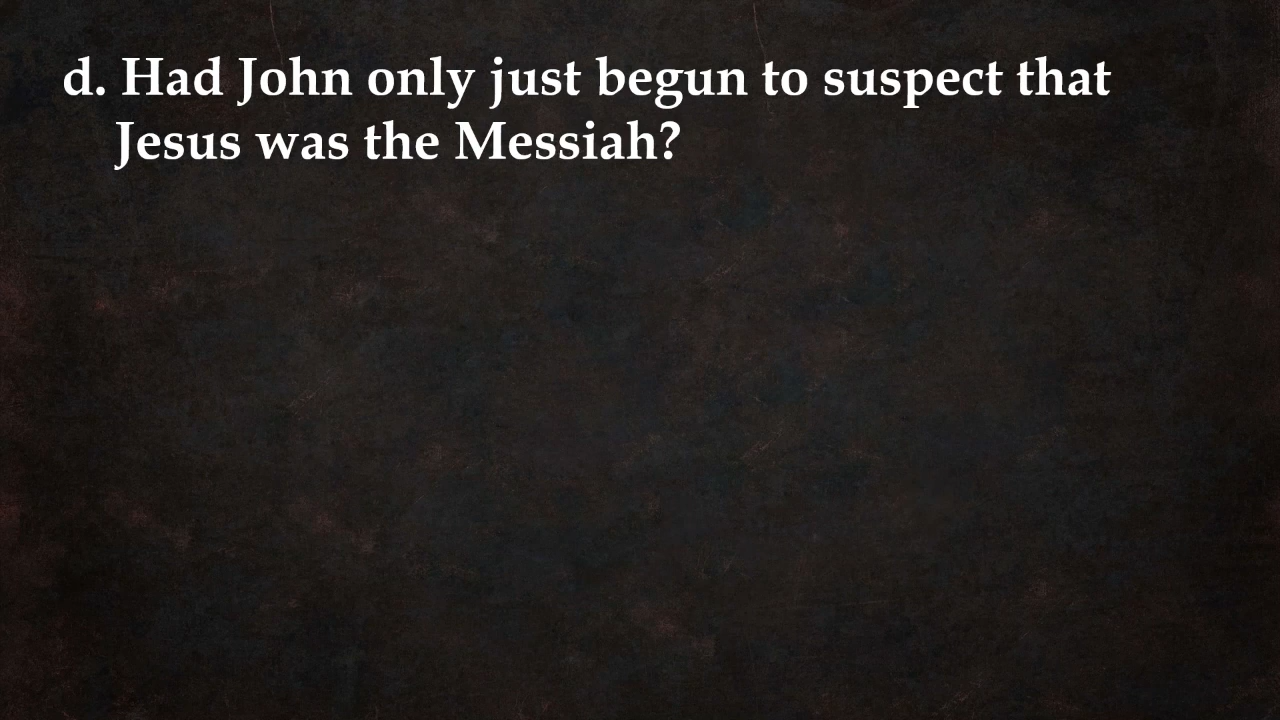 d. Had John only just begun to suspect that
Jesus was the Messiah?